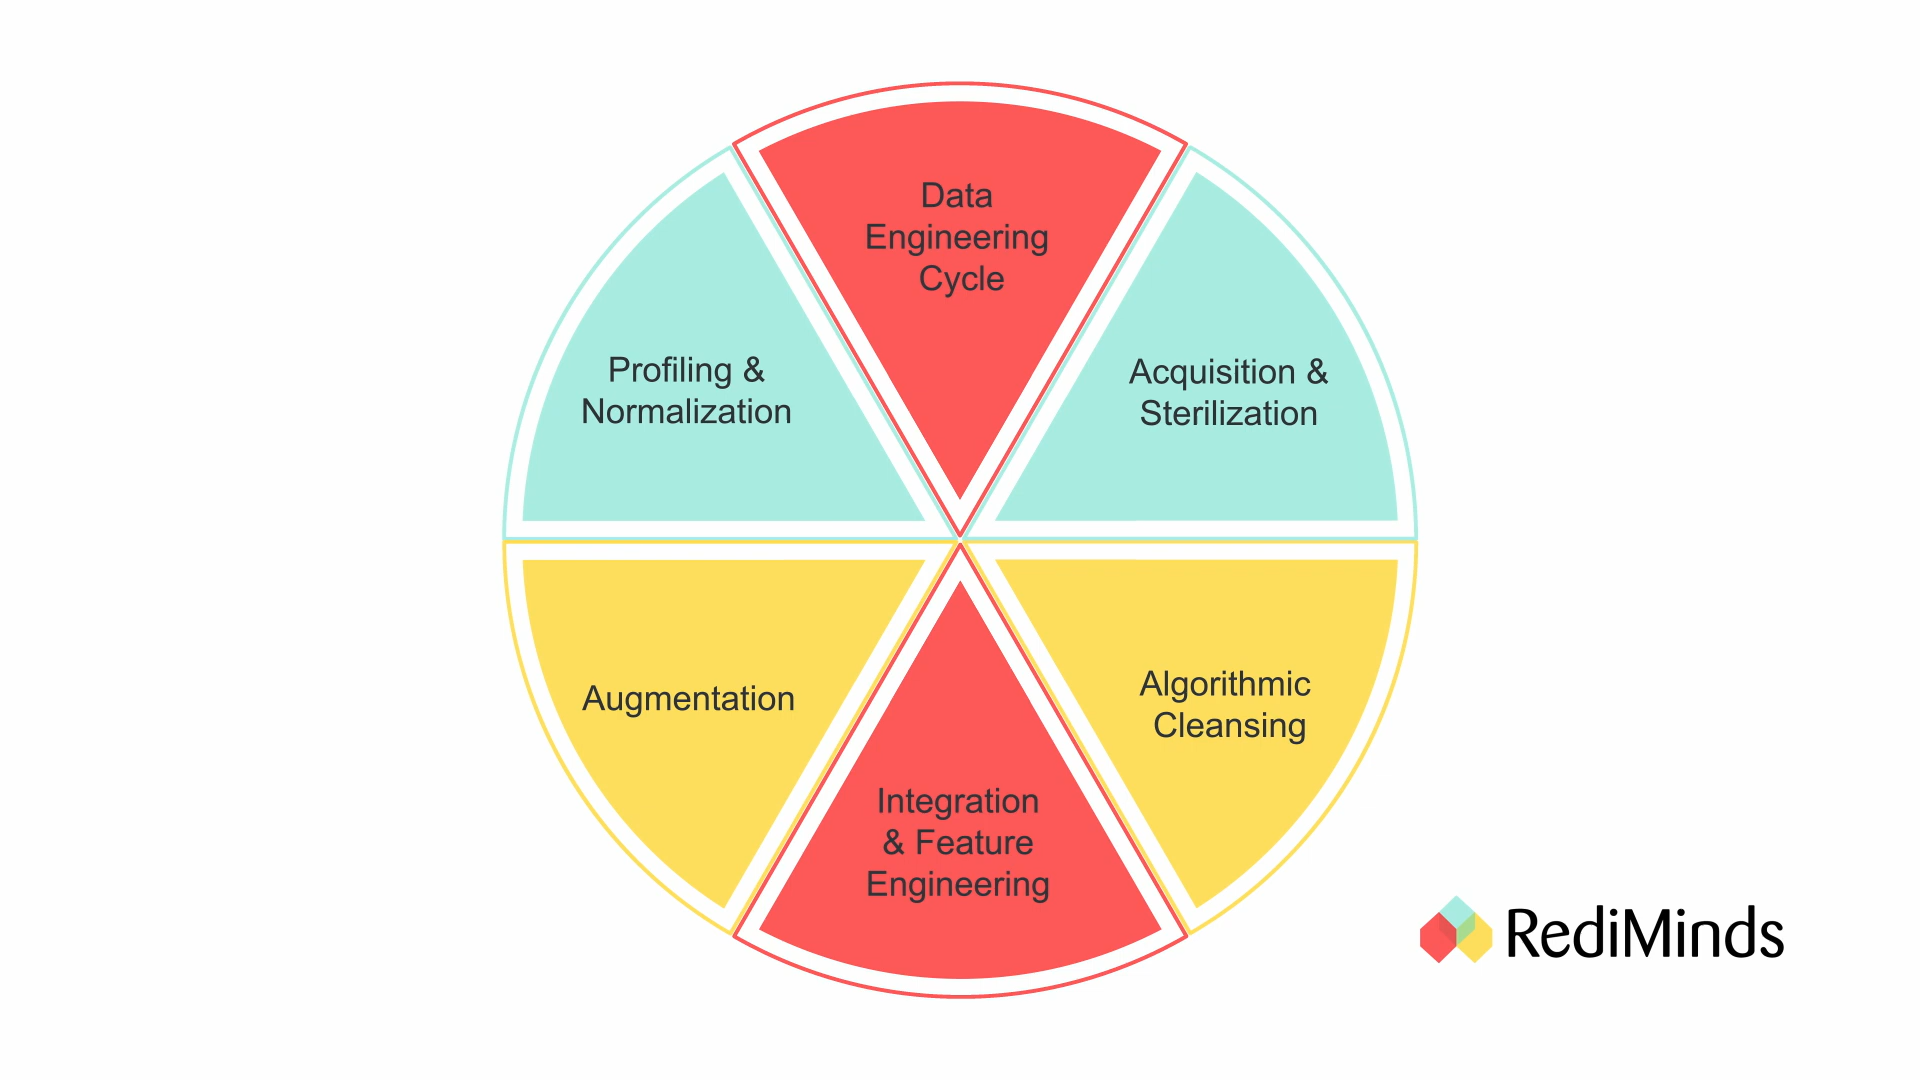 Data
Engineering
Cycle
Acquisition &
Sterilization
Algorithmic
Cleansing
Integration
& Feature
Engineering
Augmentation
Profiling &
Normalization
RediMinds